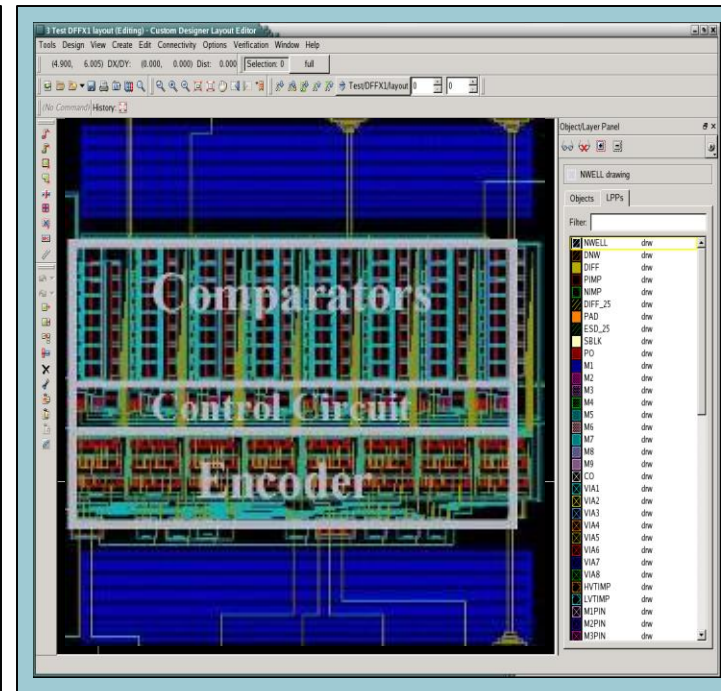 3 Test DFFX1 layout (Editing) - Custom Designer Layout Editor
Tools Design View Create Edit Connectivity Options Verification Window Help
(4.900, 6.005) DX/DY: (0.000, 0.000) Dist: 0.000 Selection: 0 full
Test/DFFX1/layout 0 0
(No Command) History:
Object/Layer Panel
NWELL drawing
Objects LPPs
Filter:
NWELL drw
DNW drw
DIFF drw
PIMP drw
NIMP drw
DIFF_25 drw
PAD drw
ESD_25 drw
SBLK drw
PO drw
M1 drw
M2 drw
M3 drw
M4 drw
M5 drw
M6 drw
M7 drw
M8 drw
M9 drw
CO drw
VIA1 drw
VIA2 drw
VIA3 drw
VIA4 drw
VIA5 drw
VIA6 drw
VIA7 drw
VIA8 drw
HVTIMP drw
LVTIMP drw
M1PIN drw
M2PIN drw
M3PIN drw
Comparators
Control Circuit
Encoder